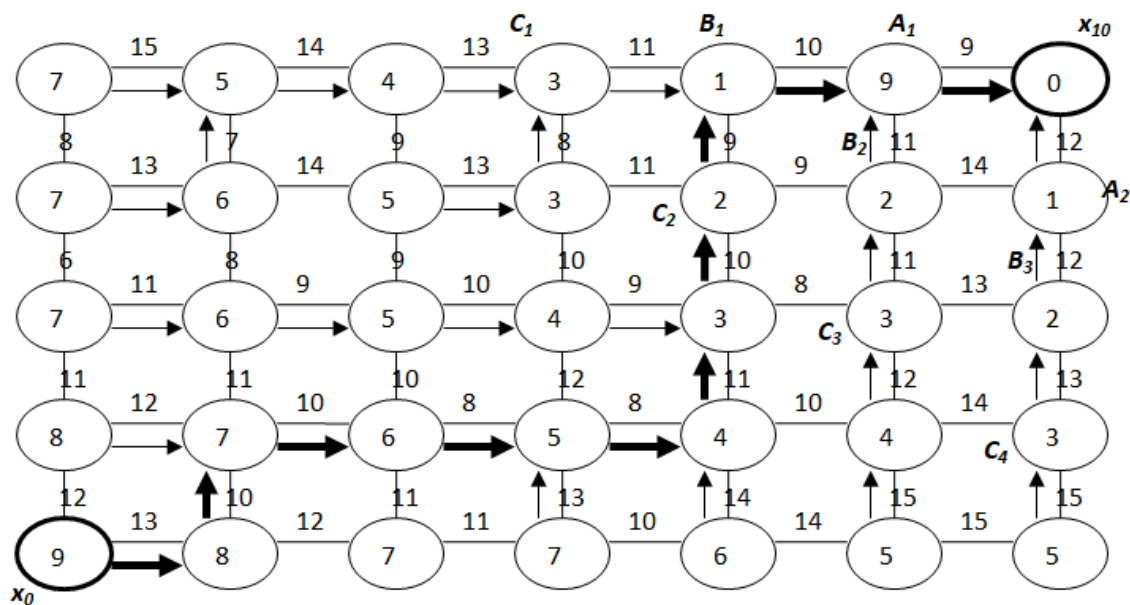 C1 B1 A1 x10
15 14 13 11 10 9
7 5 4 3 1 9 0
8 7 9 8 9 B2 11 12
13 14 13 11 9 14
7 6 5 3 2 2 1 A2
C2
6 8 9 10 10 11 B3 12
11 9 10 9 8 13
7 6 5 4 3 3 2
C3
11 11 10 12 11 12 13
12 10 8 8 10 14
8 7 6 5 4 4 3
C4
12 10 11 13 14 15 15
13 12 11 10 14 15
9 8 7 7 6 5 5
x0